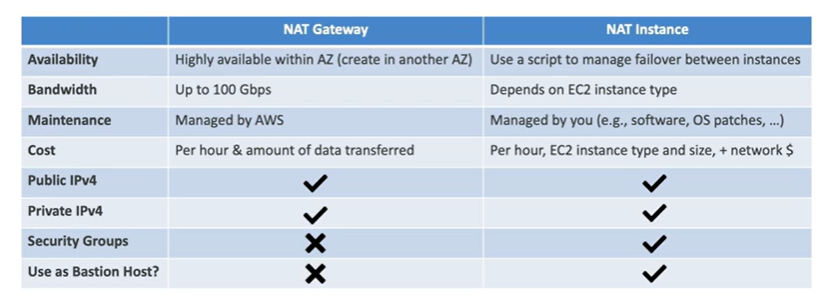 NAT Gateway NAT Instance
Availability Highly available within AZ (create in another AZ) Use a script to manage failover between instances
Bandwidth Up to 100 Gbps Depends on EC2 instance type
Maintenance Managed by AWS Managed by you (e.g., software, OS patches, …)
Cost Per hour & amount of data transferred Per hour, EC2 instance type and size, + network $
Public IPv4 ✔ ✔
Private IPv4 ✔ ✔
Security Groups ✖ ✔
Use as Bastion Host? ✖ ✔